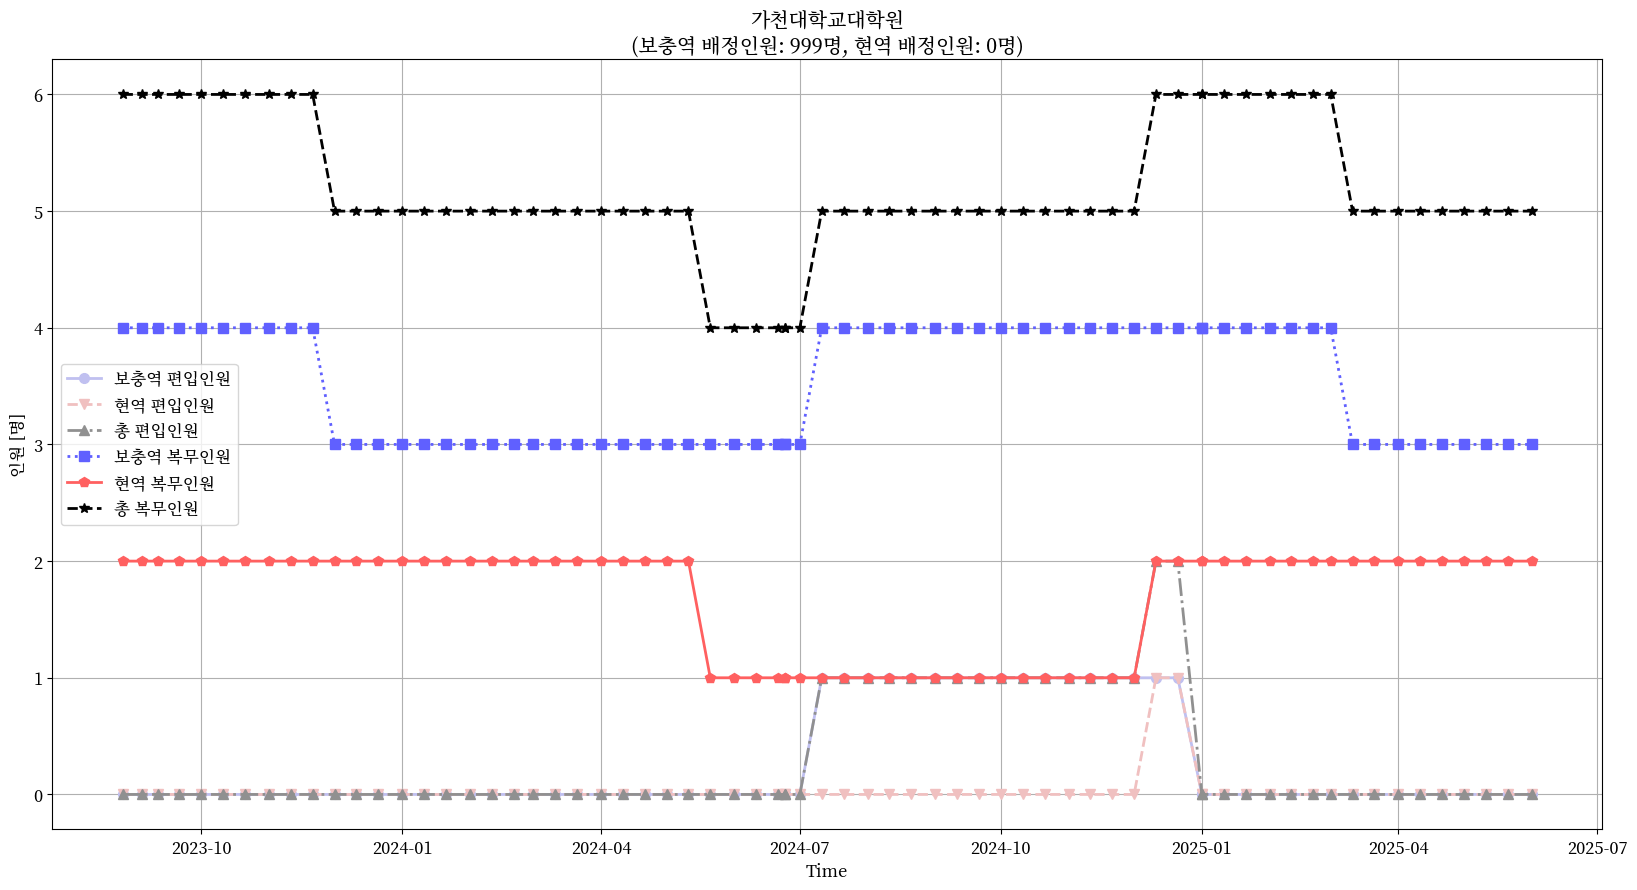 가천대학교대학원
(보충역 배정인원: 999명, 현역 배정인원: 0명)
인원 [명]
6
5
4
3
2
1
0
보충역 편입인원
현역 편입인원
총 편입인원
보충역 복무인원
현역 복무인원
총 복무인원
2023-10
2024-01
2024-04
2024-07
2024-10
2025-01
2025-04
2025-07
Time